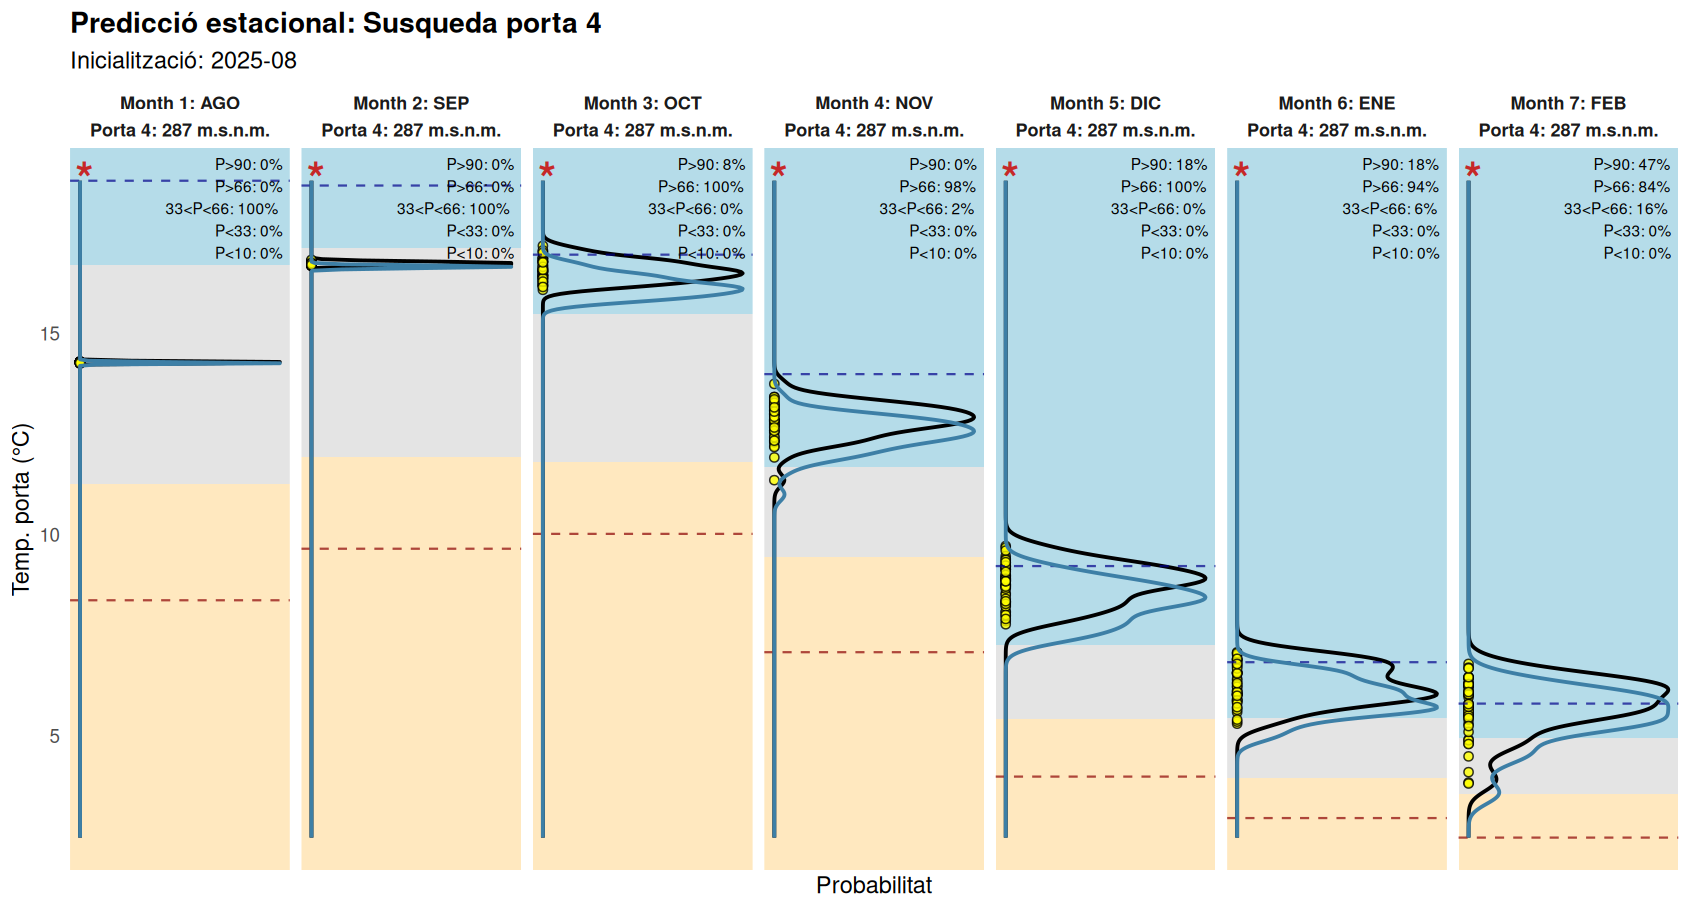 Predicció estacional: Susqueda porta 4
Inicialització: 2025-08
Month 1: AGO
Porta 4: 287 m.s.n.m.
Month 2: SEP
Porta 4: 287 m.s.n.m.
Month 3: OCT
Porta 4: 287 m.s.n.m.
Month 4: NOV
Porta 4: 287 m.s.n.m.
Month 5: DIC
Porta 4: 287 m.s.n.m.
Month 6: ENE
Porta 4: 287 m.s.n.m.
Month 7: FEB
Porta 4: 287 m.s.n.m.
*
P>90: 0%
P>66: 0%
33<P<66: 100%
P<33: 0%
P<10: 0%
*
P>90: 0%
P>66: 0%
33<P<66: 100%
P<33: 0%
P<10: 0%
*
P>90: 8%
P>66: 100%
33<P<66: 0%
P<33: 0%
P<10: 0%
*
P>90: 0%
P>66: 98%
33<P<66: 2%
P<33: 0%
P<10: 0%
*
P>90: 18%
P>66: 100%
33<P<66: 0%
P<33: 0%
P<10: 0%
*
P>90: 18%
P>66: 94%
33<P<66: 6%
P<33: 0%
P<10: 0%
*
P>90: 47%
P>66: 84%
33<P<66: 16%
P<33: 0%
P<10: 0%
15
10
5
Temp. porta (°C)
Probabilitat